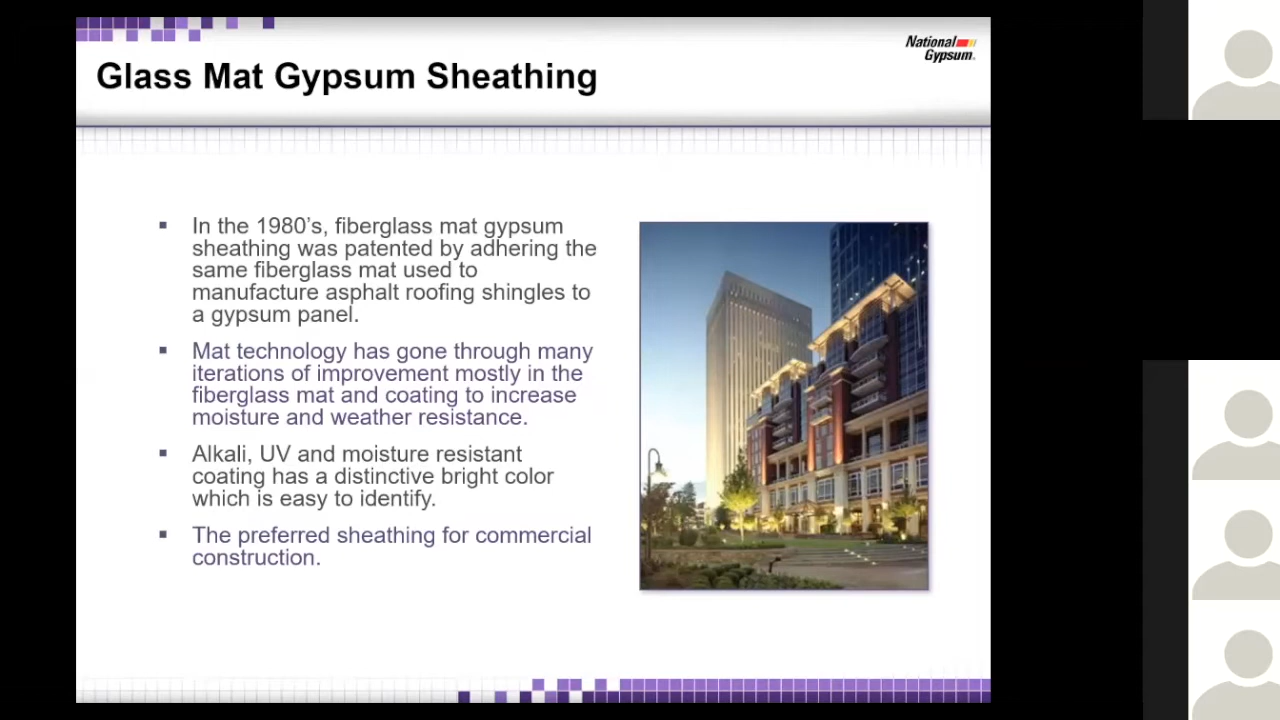 National
Gypsum
Glass Mat Gypsum Sheathing
In the 1980's, fiberglass mat gypsum
sheathing was patented by adhering the
same fiberglass mat used to
manufacture asphalt roofing shingles to
a gypsum panel.
Mat technology has gone through many
iterations of improvement mostly in the
fiberglass mat and coating to increase
moisture and weather resistance.
Alkali, UV and moisture resistant
coating has a distinctive bright color
which is easy to identify.
The preferred sheathing for commercial
construction.